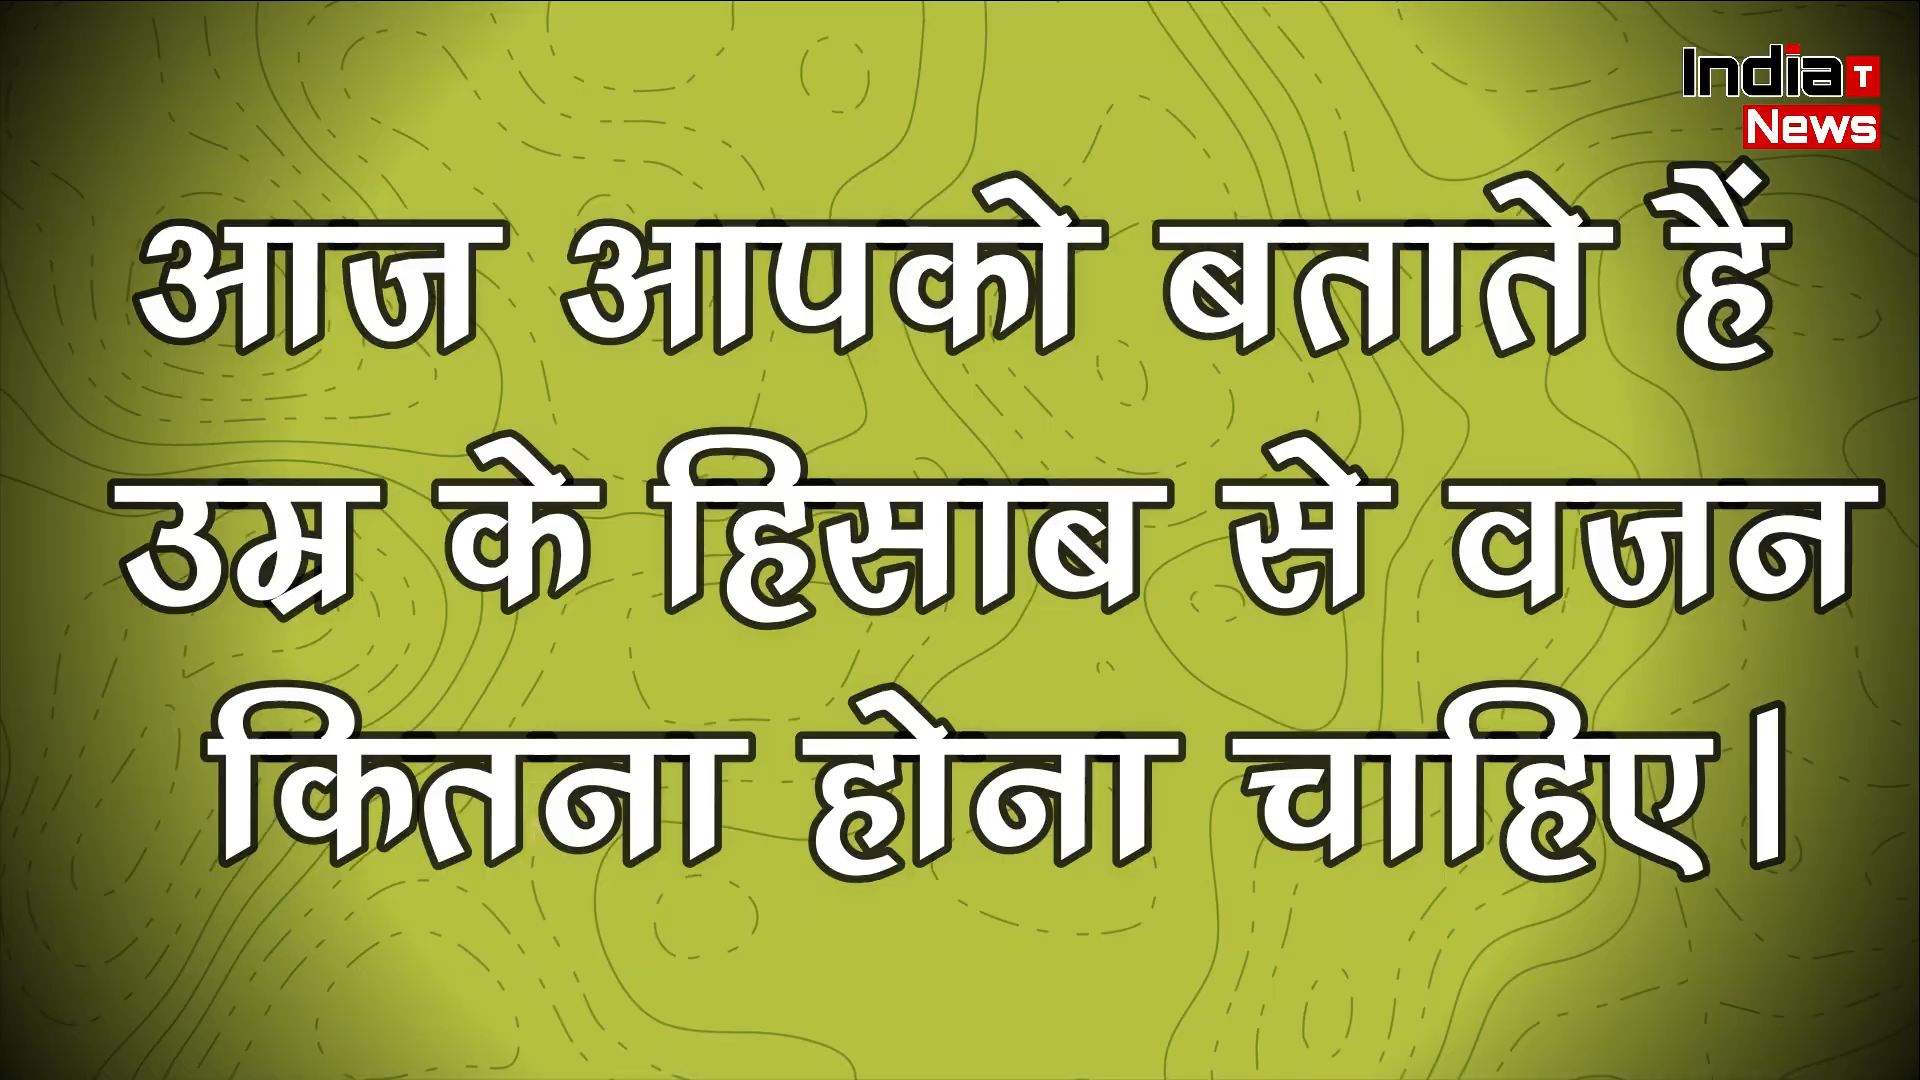 India T
News
आज आपको बताते हैं
उम्र के हिसाब से वजन
कितना होना चाहिए।